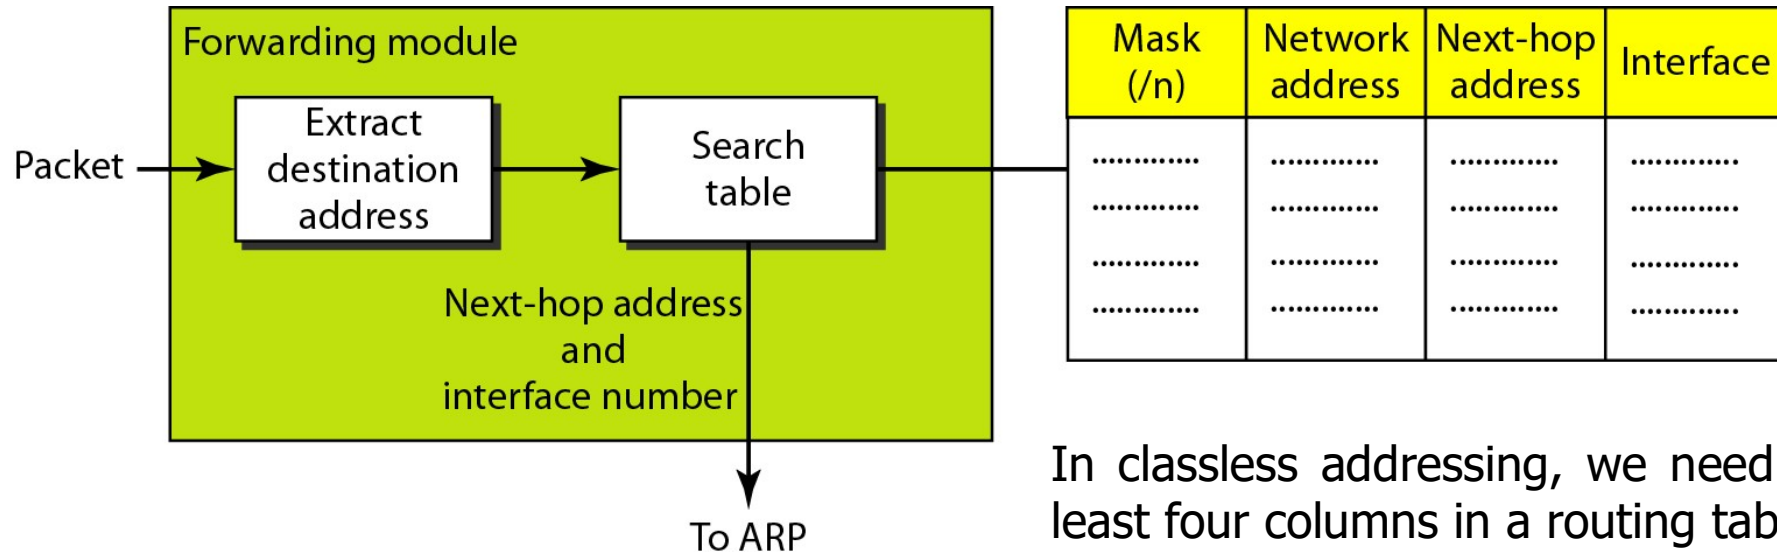 Forwarding module
Packet
Extract
destination
address
Search
table
Next-hop address
and
interface number
To ARP
Mask
(/n)
Network
address
Next-hop
address
Interface
.............. ............. ............. .............
.............. ............. ............. .............
.............. ............. ............. .............
.............. ............. ............. .............
In classless addressing, we need
least four columns in a routing tab